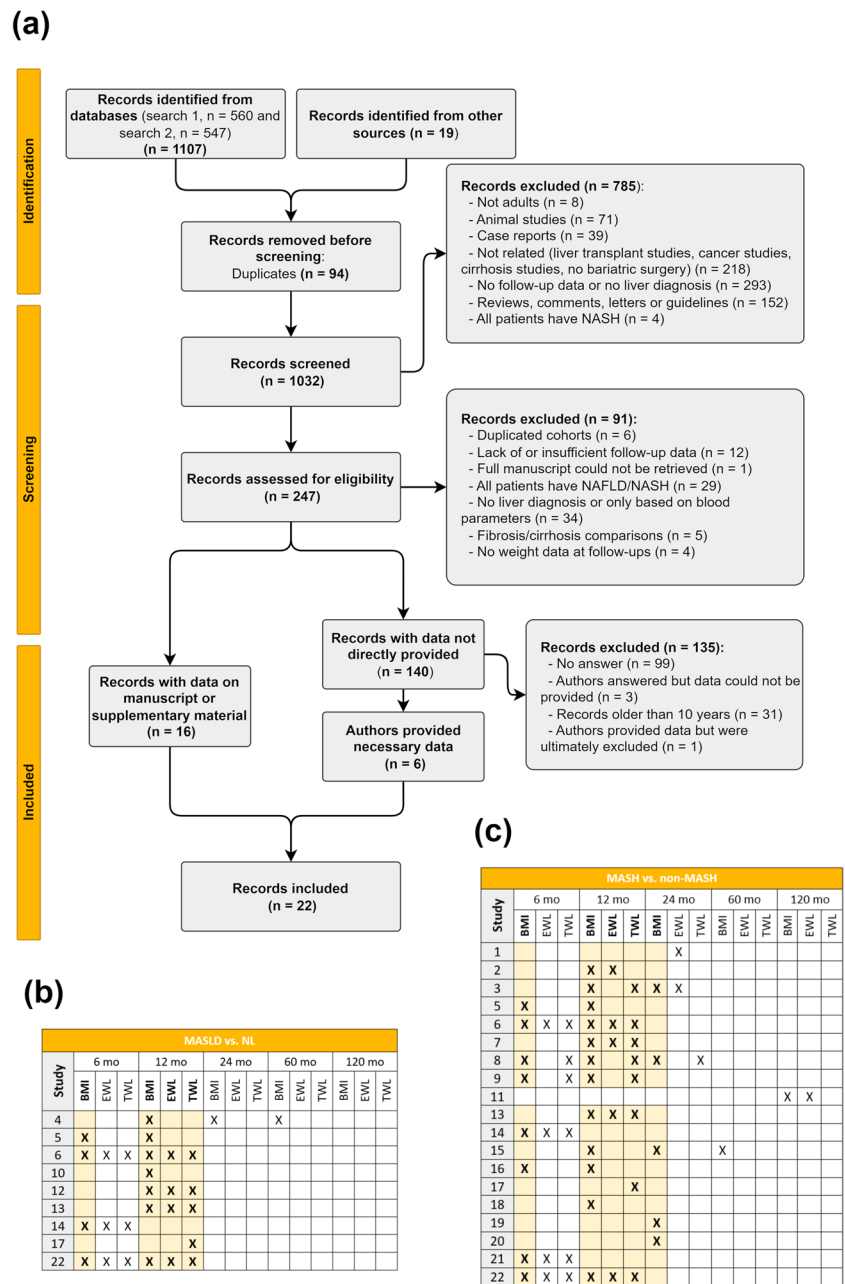 (a)
Identification
Records identified from
databases (search 1, n = 560 and
search 2, n = 547)
(n = 1107)
Records identified from other
sources (n = 19)
Records removed before
screening:
Duplicates (n = 94)
Records excluded (n = 785):
- Not adults (n = 8)
- Animal studies (n = 71)
- Case reports (n = 39)
- Not related (liver transplant studies, cancer studies,
cirrhosis studies, no bariatric surgery) (n = 218)
- No follow-up data or no liver diagnosis (n = 293)
- Reviews, comments, letters or guidelines (n = 152)
- All patients have NASH (n = 4)
Screening
Records screened
(n = 1032)
Records assessed for eligibility
(n = 247)
Records excluded (n = 91):
- Duplicated cohorts (n = 6)
- Lack of or insufficient follow-up data (n = 12)
- Full manuscript could not be retrieved (n = 1)
- All patients have NAFLD/NASH (n = 29)
- No liver diagnosis or only based on blood
parameters (n = 34)
- Fibrosis/cirrhosis comparisons (n = 5)
- No weight data at follow-ups (n = 4)
Included
Records with data on
manuscript or
supplementary material
(n = 16)
Records with data not
directly provided
(n = 140)
Authors provided
necessary data
(n = 6)
Records excluded (n = 135):
- No answer (n = 99)
- Authors answered but data could not be
provided (n = 3)
- Records older than 10 years (n = 31)
- Authors provided data but were
ultimately excluded (n = 1)
Records included
(n = 22)
(b)
MASLD vs. NL
Study 6 mo 12 mo 24 mo 60 mo 120 mo
BMI EWL TWL BMI EWL TWL BMI EWL TWL BMI EWL TWL BMI EWL TWL
4 X X X
5 X X
6 X X X X X X
10 X
12 X X X
13 X X X
14 X X X
17 X
22 X X X X X X
(c)
MASH vs. non-MASH
Study 6 mo 12 mo 24 mo 60 mo 120 mo
BMI EWL TWL BMI EWL TWL BMI EWL TWL BMI EWL TWL BMI EWL TWL
1 X
2 X X
3 X X X X
5 X X
6 X X X X X X
7 X X X
8 X X X X X X
9 X X X X
11 X X
13 X X X
14 X X X
15 X X X
16 X X
17 X
18 X
19 X
20 X
21 X X X
22 X X X X X X